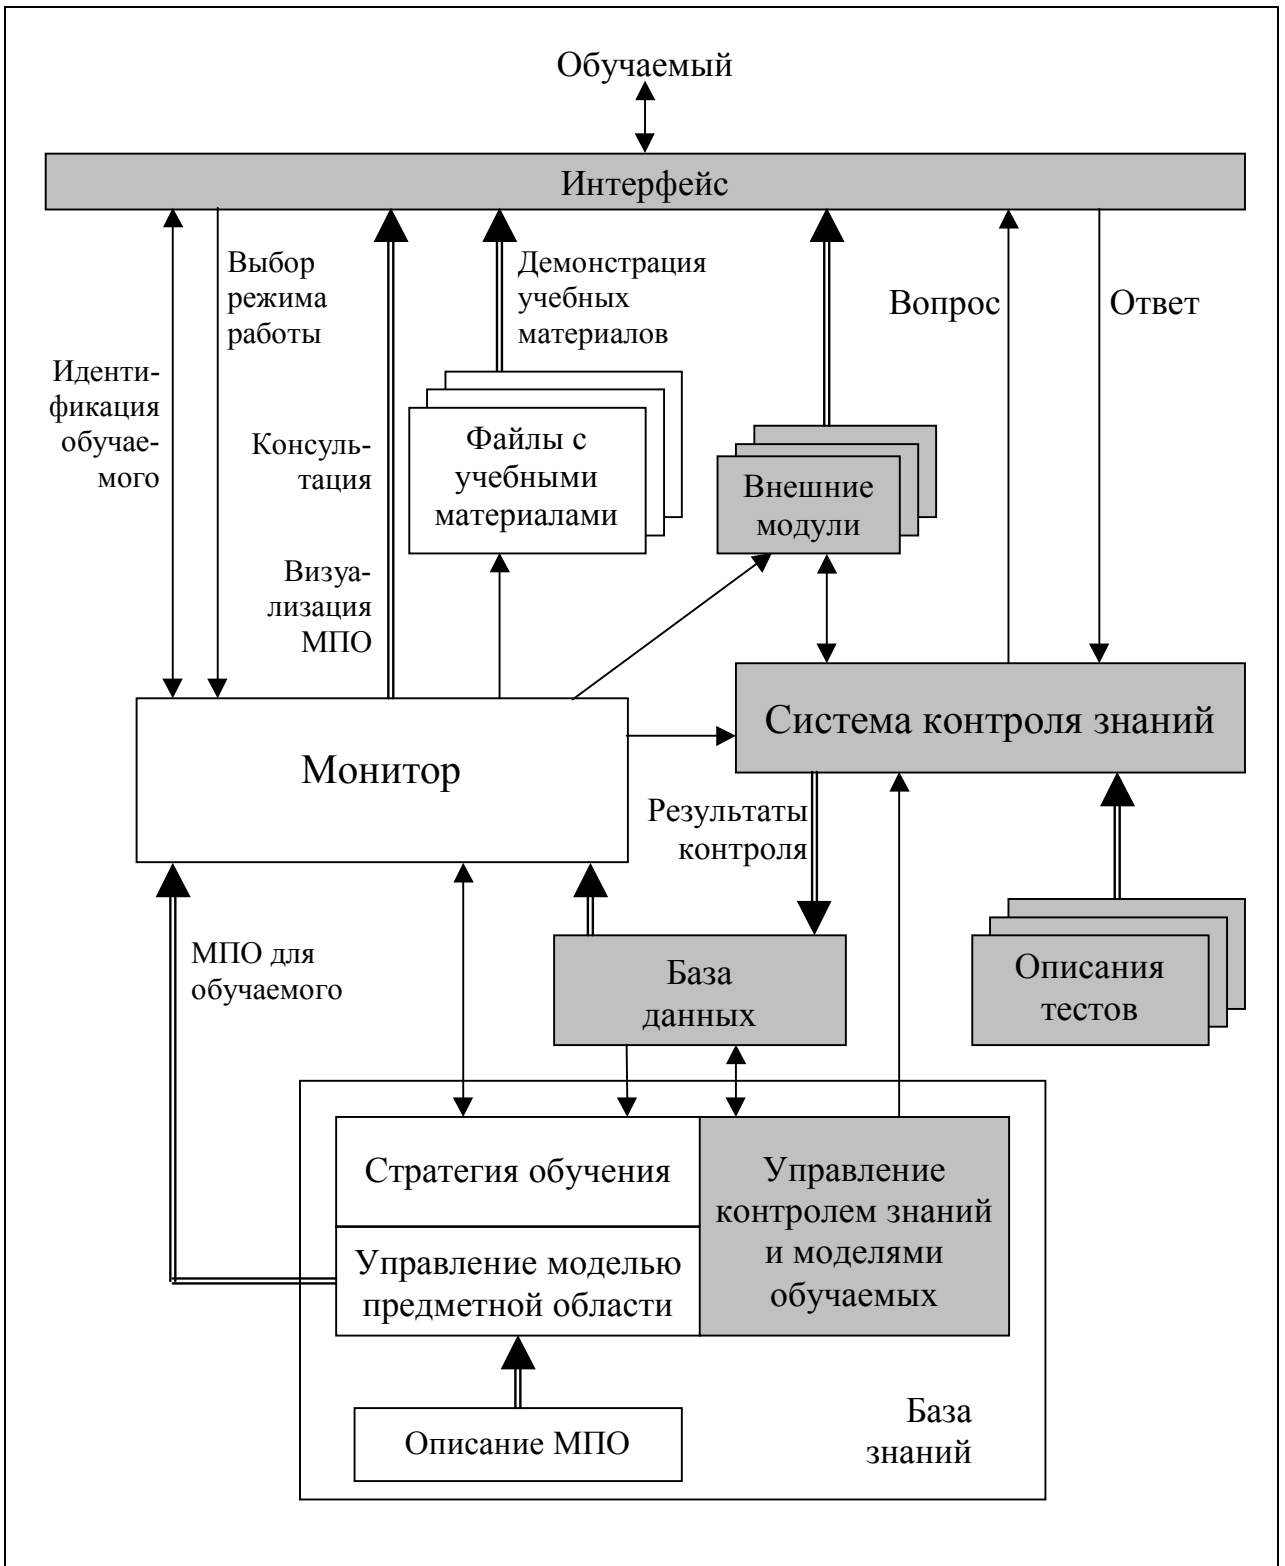 Обучаемый
Интерфейс
Выбор
режима
работы
Демонстрация
учебных
материалов
Вопрос
Ответ
Иденти-
фикация
обучае-
мого
Консуль-
тация
Файлы с
учебными
материалами
Внешние
модули
Визуа-
лизация
МПО
Монитор
Система контроля знаний
Результаты
контроля
МПО для
обучаемого
База
данных
Описания
тестов
Стратегия обучения
Управление
контролем знаний
и моделями
обучаемых
Управление моделью
предметной области
Описание МПО
База
знаний